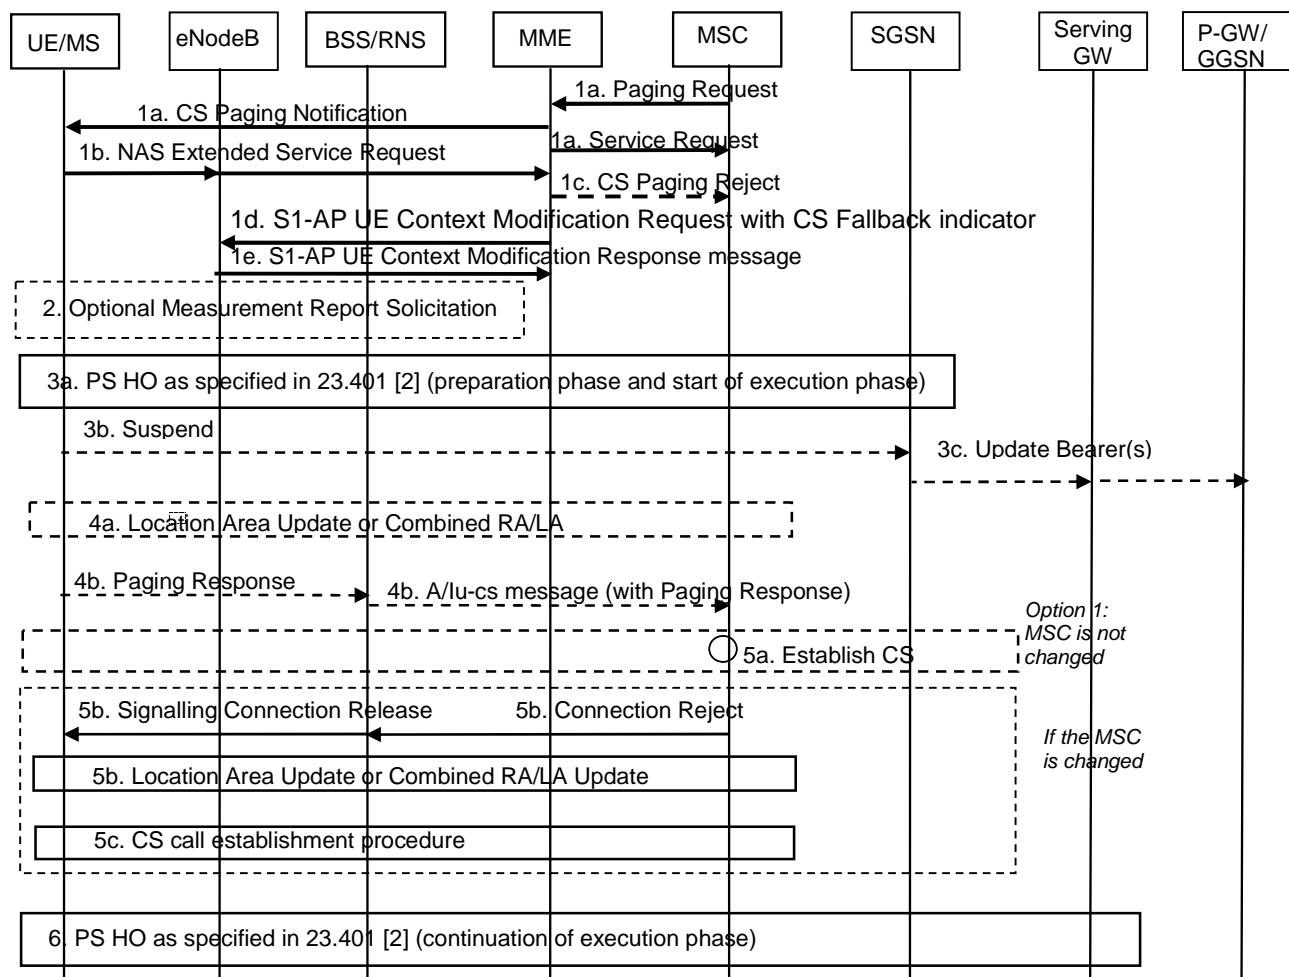 UE/MS
eNodeB
BSS/RNS
MME
MSC
SGSN
Serving
GW
P-GW/
GGSN
1a. Paging Request
1a. CS Paging Notification
1a. Service Request
1b. NAS Extended Service Request
1c. CS Paging Reject
1d. S1-AP UE Context Modification Request with CS Fallback indicator
1e. S1-AP UE Context Modification Response message
2. Optional Measurement Report Solicitation
3a. PS HO as specified in 23.401 [2] (preparation phase and start of execution phase)
3b. Suspend
3c. Update Bearer(s)
4a. Location Area Update or Combined RA/LA
4b. Paging Response
4b. A/Iu-cs message (with Paging Response)
Option 1:
MSC is not
changed
5a. Establish CS
5b. Signalling Connection Release
5b. Connection Reject
If the MSC
is changed
5b. Location Area Update or Combined RA/LA Update
5c. CS call establishment procedure
6. PS HO as specified in 23.401 [2] (continuation of execution phase)